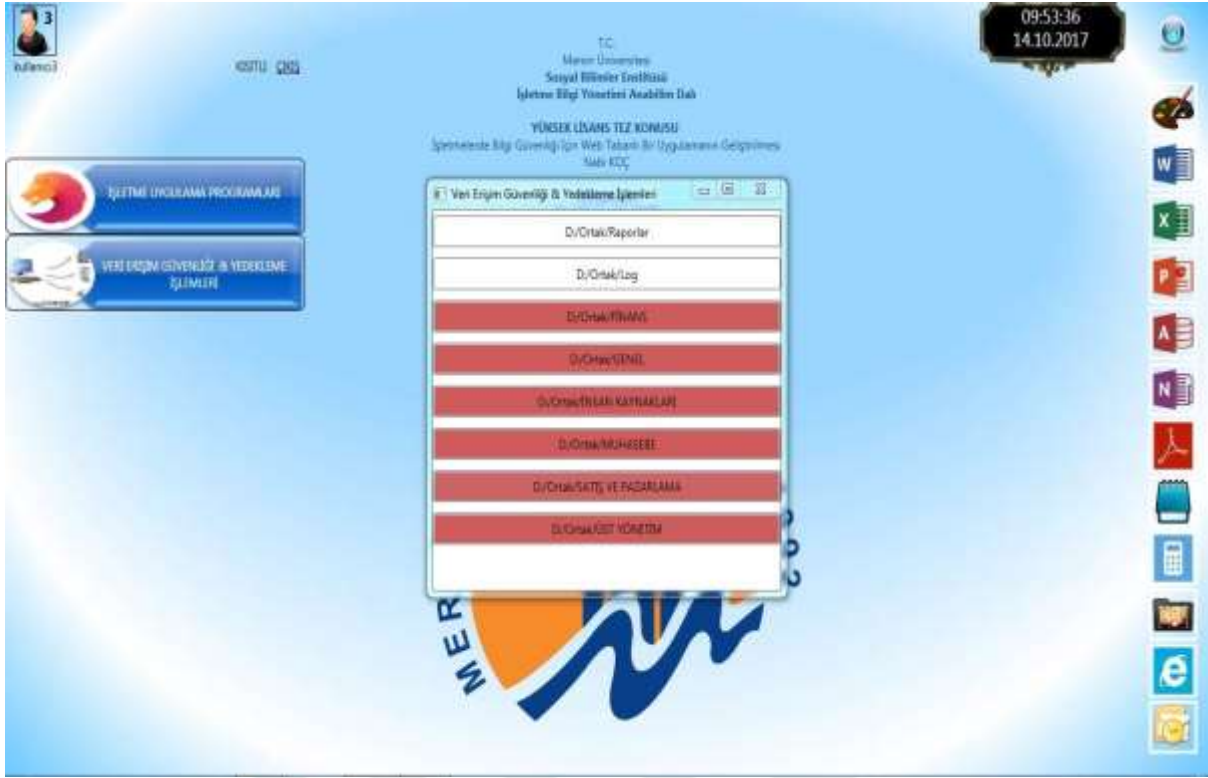 3
kullanici3
ÇIKIŞ
T.C.
Mersin Üniversitesi
Sosyal Bilimler Enstitüsü
İşletme Bilgi Yönetimi Anabilim Dalı
YÜKSEK LİSANS TEZ KONUSU
İşletmelerde Bilgi Güvenliği İçin Web Tabanlı Bir Uygulamanın Geliştirilmesi
KOÇ
09:53:36
14.10.2017
İŞLETME UYGULAMA PROGRAMLARI
VERİ ERİŞİM GÜVENLİĞİ & YEDEKLEME
İŞLEMLERİ
Veri Erişim Güvenliği & Yedekleme İşlemleri
D:/Ortak/Raporlar
D:/Ortak/Log
D:/Ortak/FİNANS
D:/Ortak/GENEL
D:/Ortak/İNSAN KAYNAKLARI
D:/Ortak/MUHASEBE
D:/Ortak/SATIŞ VE PAZARLAMA
D:/Ortak/ÜST YÖNETİM
MER
W
X
P
A
N